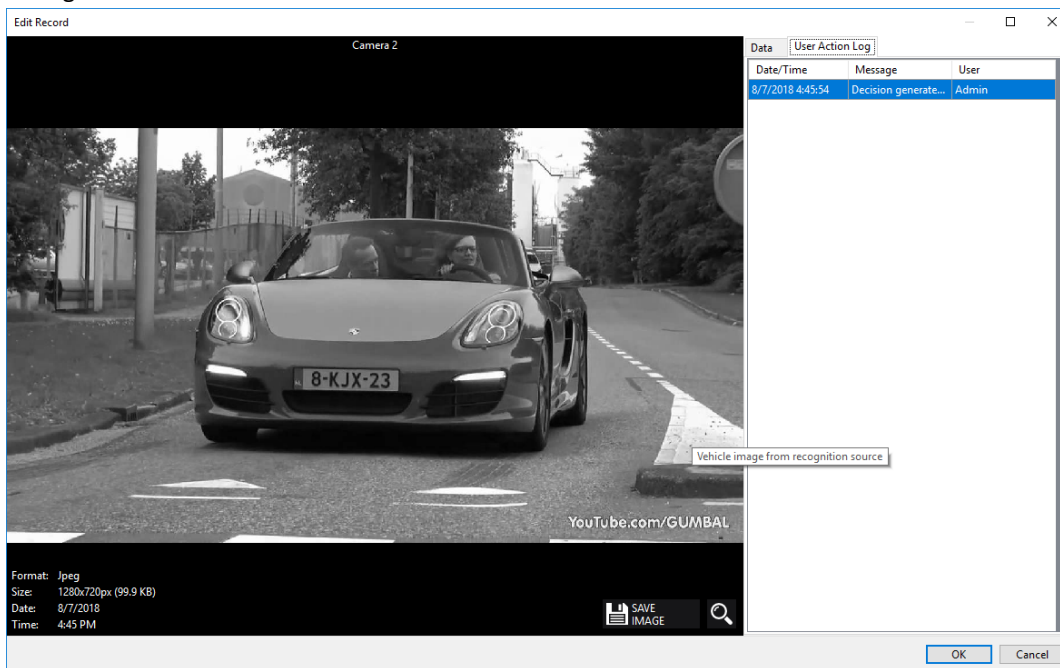 Edit Record
Camera 2
Data
User Action Log
Date/Time Message User
8/7/2018 4:45:54 Decision generate... Admin
8-KJX-23
Vehicle image from recognition source
YouTube.com/GUMBAL
Format: Jpeg
Size: 1280x720px (99.9 KB)
Date: 8/7/2018
Time: 4:45 PM
SAVE
IMAGE
OK
Cancel